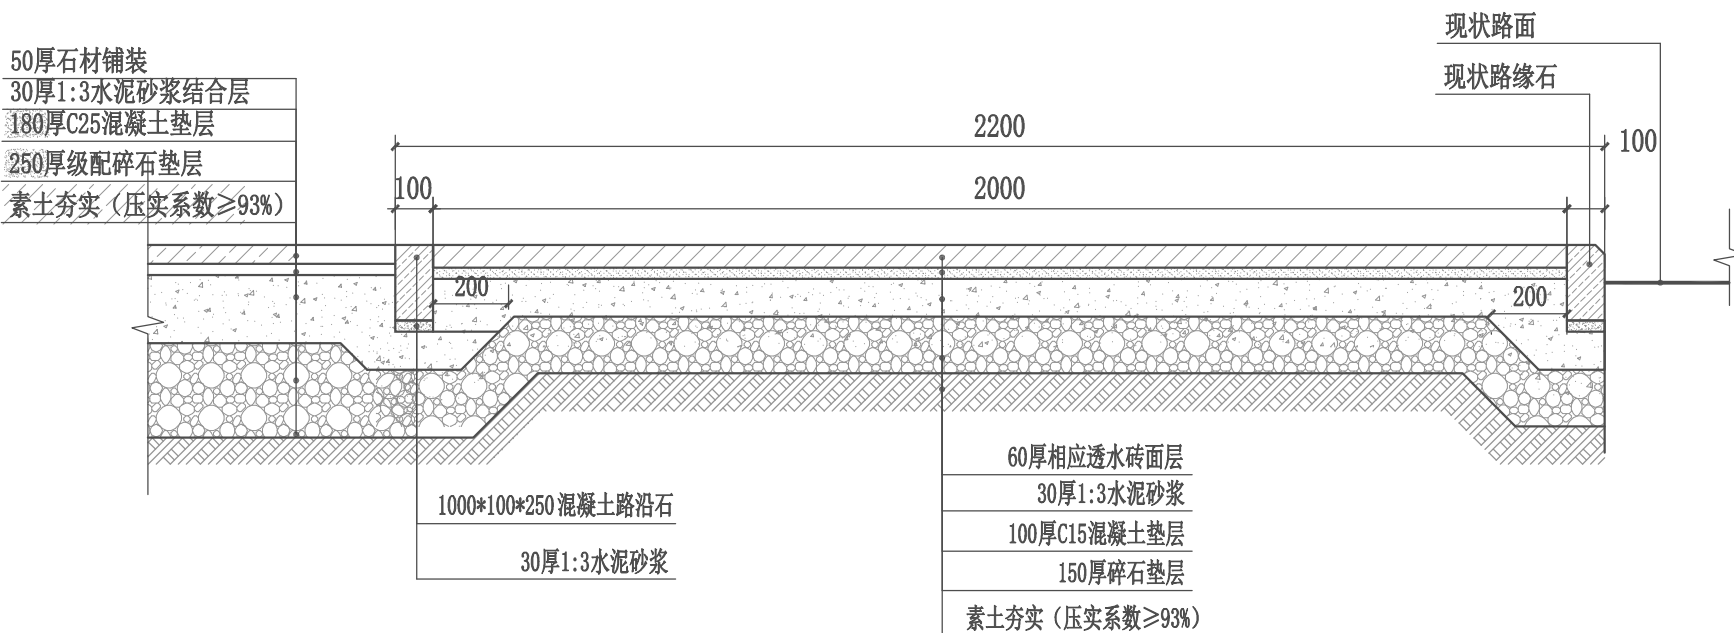 现状路面
50厚石材铺装
现状路缘石
30厚1:3水泥砂浆结合层
180厚C25混凝土垫层
2200
100
250厚级配碎石垫层
100
2000
素土夯实（压实系数≥93%）
200
200
60厚相应透水砖面层
30厚1:3水泥砂浆
1000*100*250混凝土路沿石
100厚C15混凝土垫层
30厚1:3水泥砂浆
150厚碎石垫层
素土夯实（压实系数≥93%）